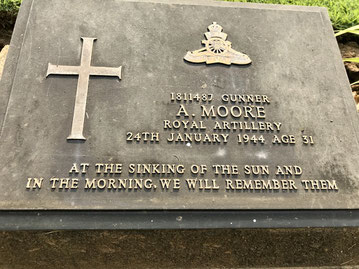 1811487 GUNNER
A. MOORE
ROYAL ARTILLERY
24TH JANUARY 1944 AGE 31
AT THE SINKING OF THE SUN AND
IN THE MORNING, WE WILL REMEMBER THEM